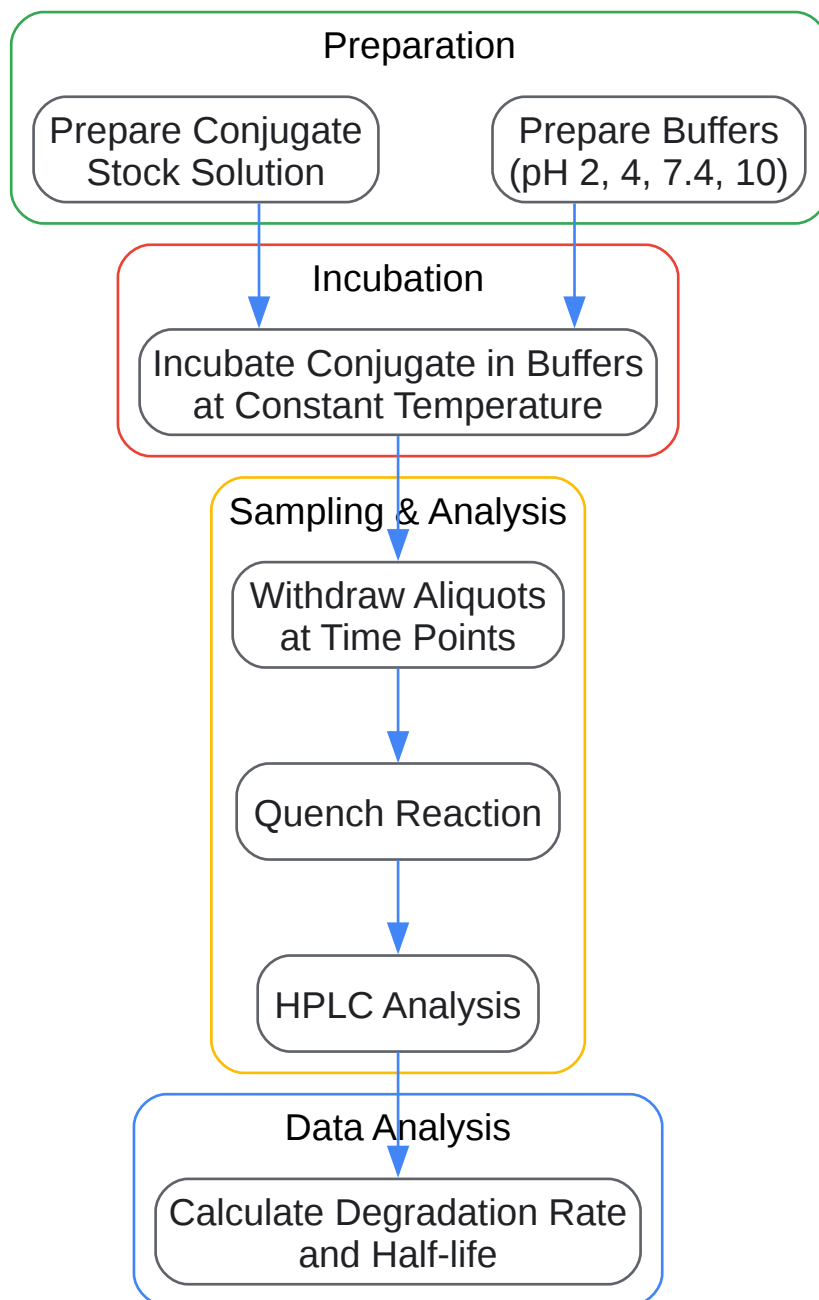 Preparation
Prepare Conjugate
Stock Solution
Prepare Buffers
(pH 2, 4, 7.4, 10)
Incubation
Incubate Conjugate in Buffers
at Constant Temperature
Sampling & Analysis
Withdraw Aliquots
at Time Points
Quench Reaction
HPLC Analysis
Data Analysis
Calculate Degradation Rate
and Half-life